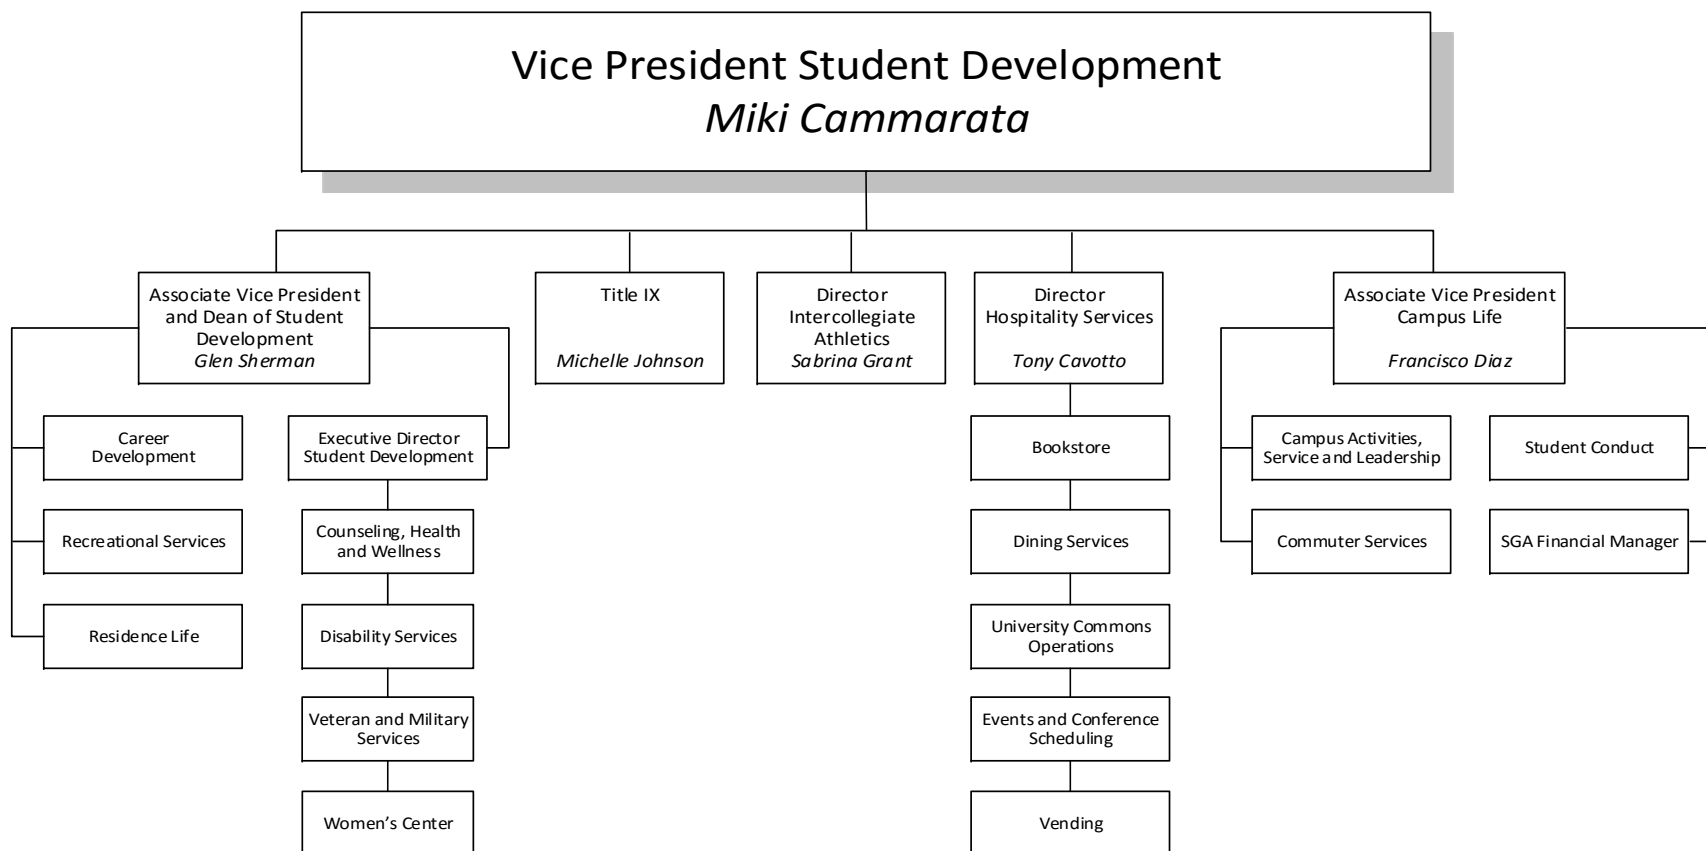 Vice President Student Development
Miki Cammarata
Associate Vice President
and Dean of Student
Development
Glen Sherman
Title IX
Michelle Johnson
Director
Intercollegiate
Athletics
Sabrina Grant
Director
Hospitality Services
Tony Cavotto
Associate Vice President
Campus Life
Francisco Diaz
Career
Development
Recreational Services
Residence Life
Executive Director
Student Development
Counseling, Health
and Wellness
Disability Services
Veteran and Military
Services
Women’s Center
Bookstore
Dining Services
University Commons
Operations
Events and Conference
Scheduling
Vending
Campus Activities,
Service and Leadership
Commuter Services
Student Conduct
SGA Financial Manager